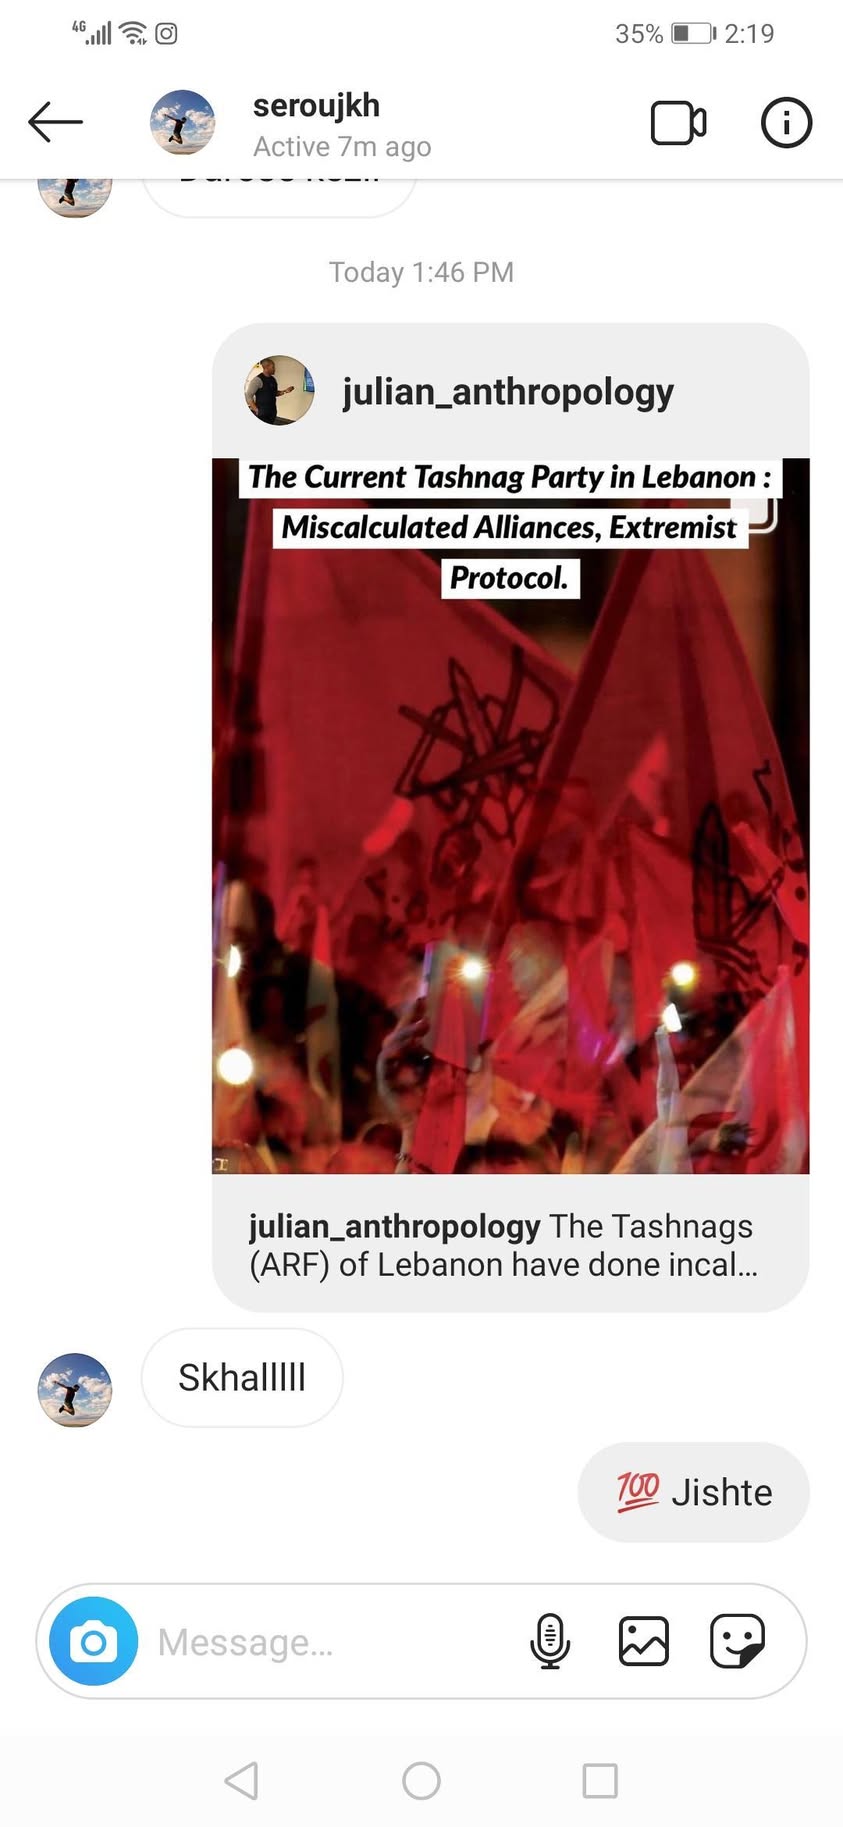 4G 35% 2:19
seroujkh
Active 7m ago
Today 1:46 PM
julian_anthropology
The Current Tashnag Party in Lebanon :
Miscalculated Alliances, Extremist
Protocol.
julian_anthropology The Tashnags
(ARF) of Lebanon have done incal...
Skhalllll
💯 Jishte
Message...